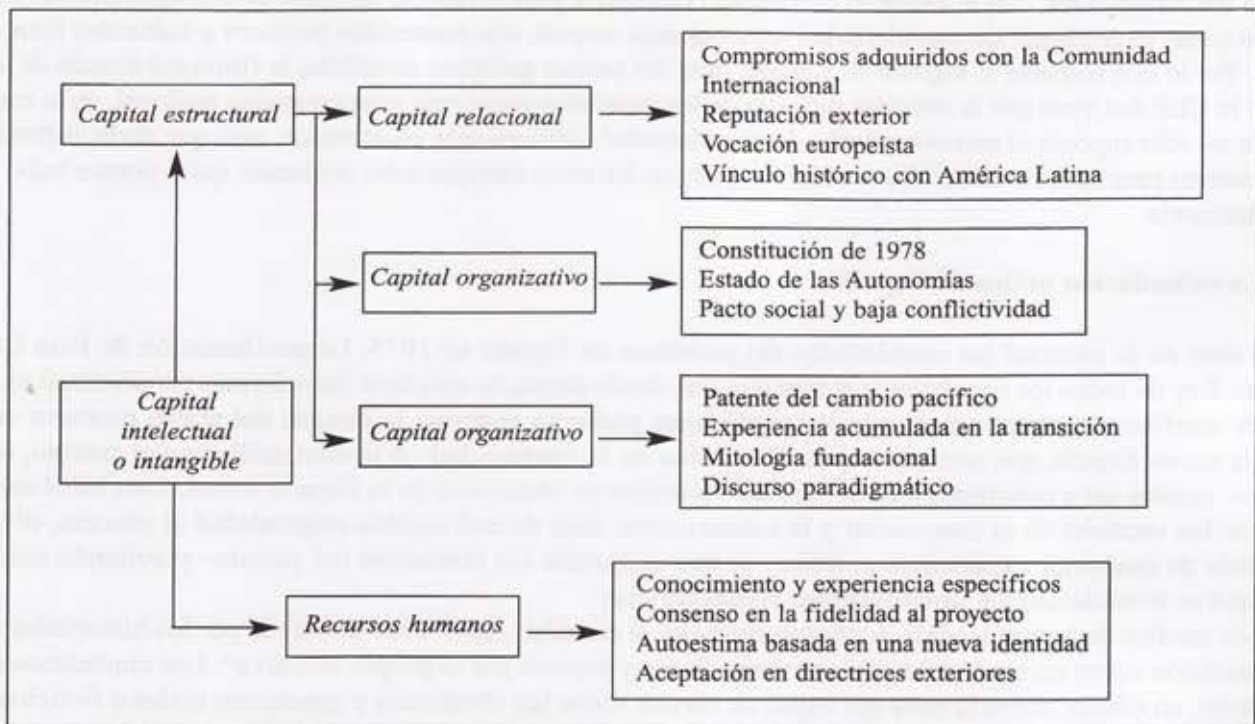 Capital estructural
Capital relacional
Compromisos adquiridos con la Comunidad
Internacional
Reputación exterior
Vocación europeísta
Vínculo histórico con América Latina
Capital organizativo
Constitución de 1978
Estado de las Autonomías
Pacto social y baja conflictividad
Capital
intelectual
o intangible
Capital organizativo
Patente del cambio pacífico
Experiencia acumulada en la transición
Mitología fundacional
Discurso paradigmático
Recursos humanos
Conocimiento y experiencia específicos
Consenso en la fidelidad al proyecto
Autoestima basada en una nueva identidad
Aceptación en directrices exteriores